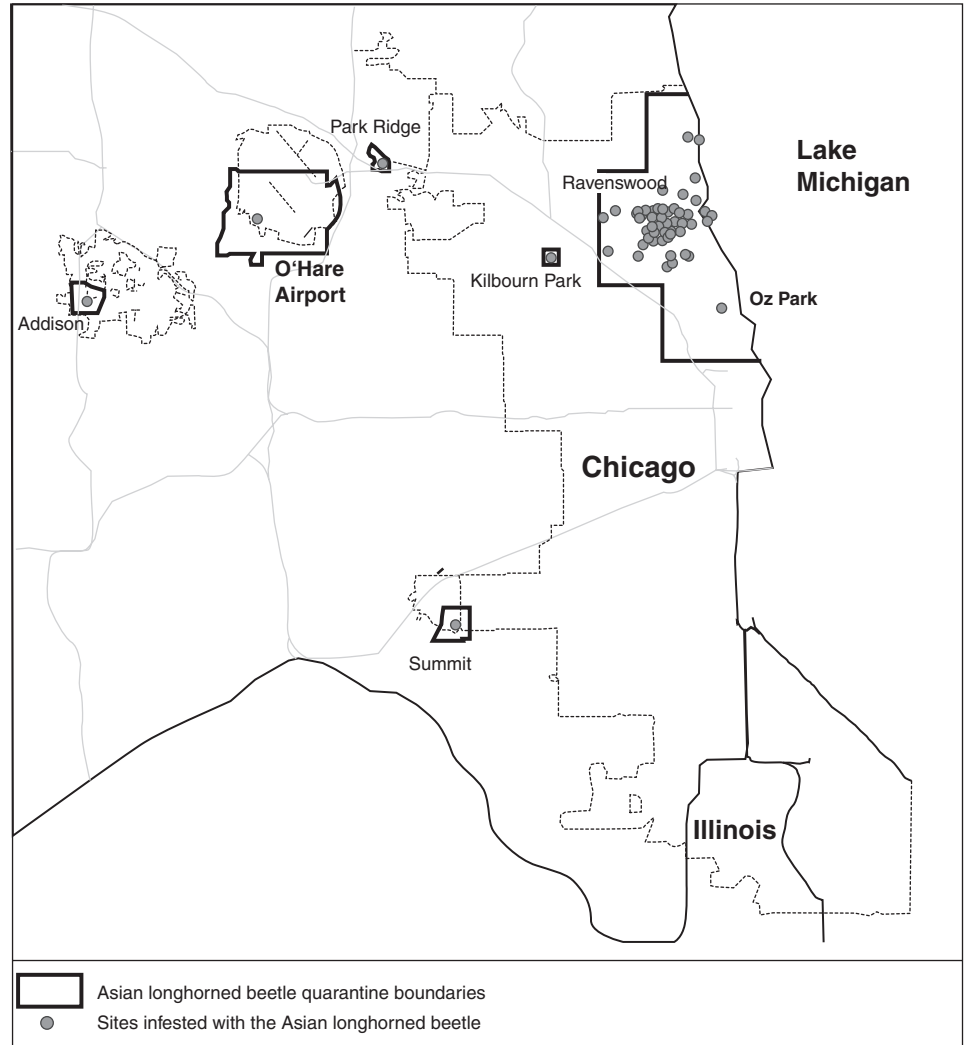 Park Ridge
Lake
Michigan
Ravenswood
O‘Hare
Airport
Kilbourn Park
Oz Park
Addison
Chicago
Summit
Illinois
Asian longhorned beetle quarantine boundaries
Sites infested with the Asian longhorned beetle